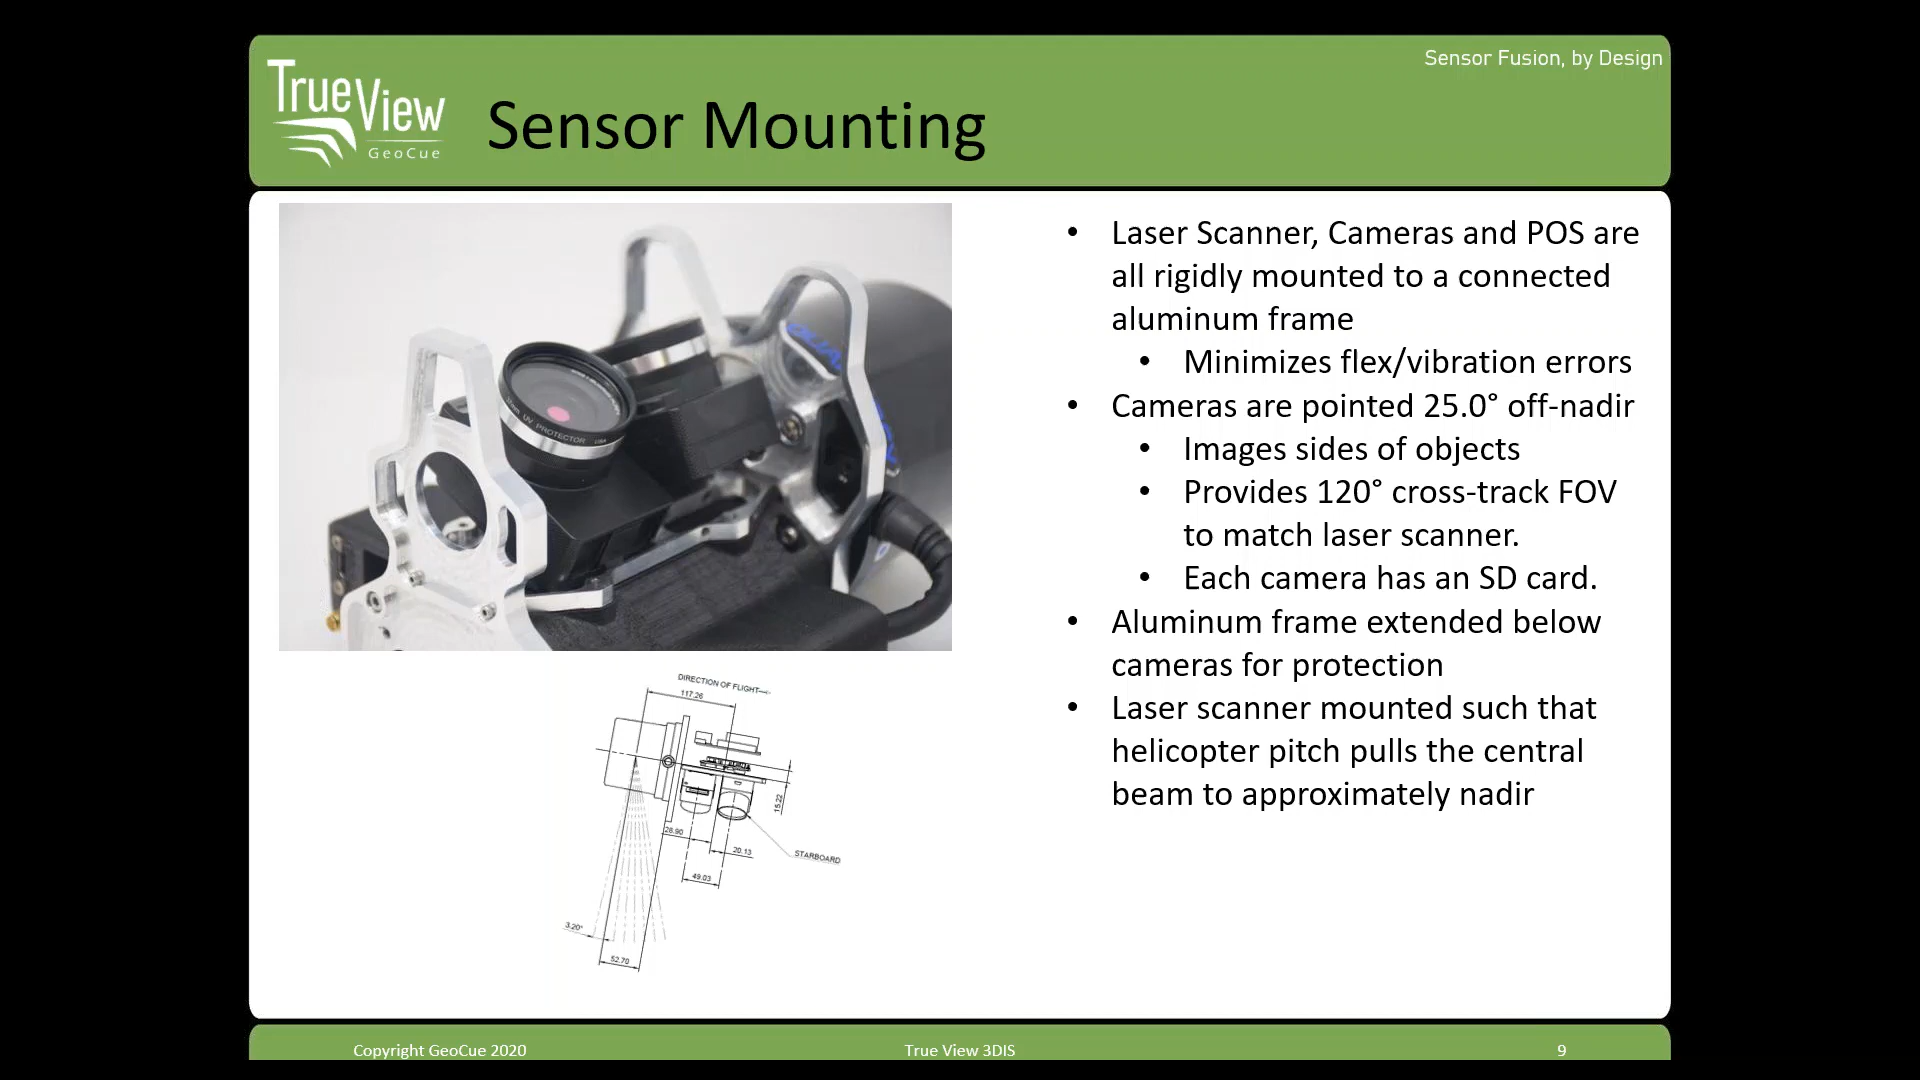 Sensor Fusion, by Design
TrueView
GeoCue
Sensor Mounting
• Laser Scanner, Cameras and POS are
all rigidly mounted to a connected
aluminum frame
• Minimizes flex/vibration errors
• Cameras are pointed 25.0° off-nadir
• Images sides of objects
• Provides 120° cross-track FOV
to match laser scanner.
• Each camera has an SD card.
• Aluminum frame extended below
cameras for protection
• Laser scanner mounted such that
helicopter pitch pulls the central
beam to approximately nadir
UV PROTECTOR
DIRECTION OF FLIGHT
117.26
15.22
28.90
20.13
STARBOARD
49.03
3.20°
52.70
Copyright GeoCue 2020
True View 3DIS
9